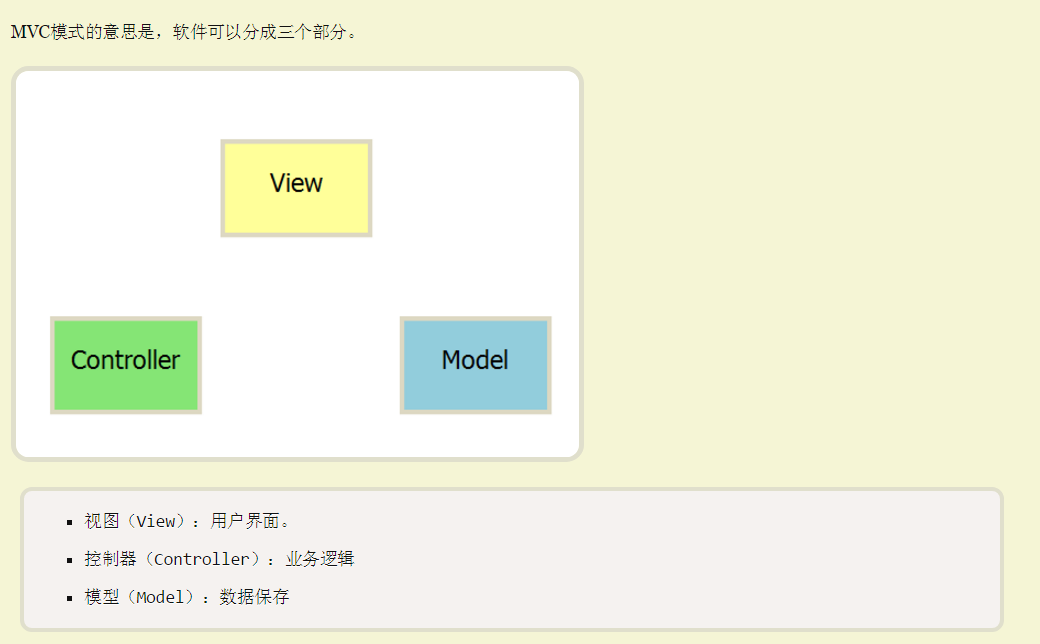 MVC模式的意思是，软件可以分成三个部分。
View
Controller
Model
视图（View）：用户界面。
控制器（Controller）：业务逻辑
模型（Model）：数据保存